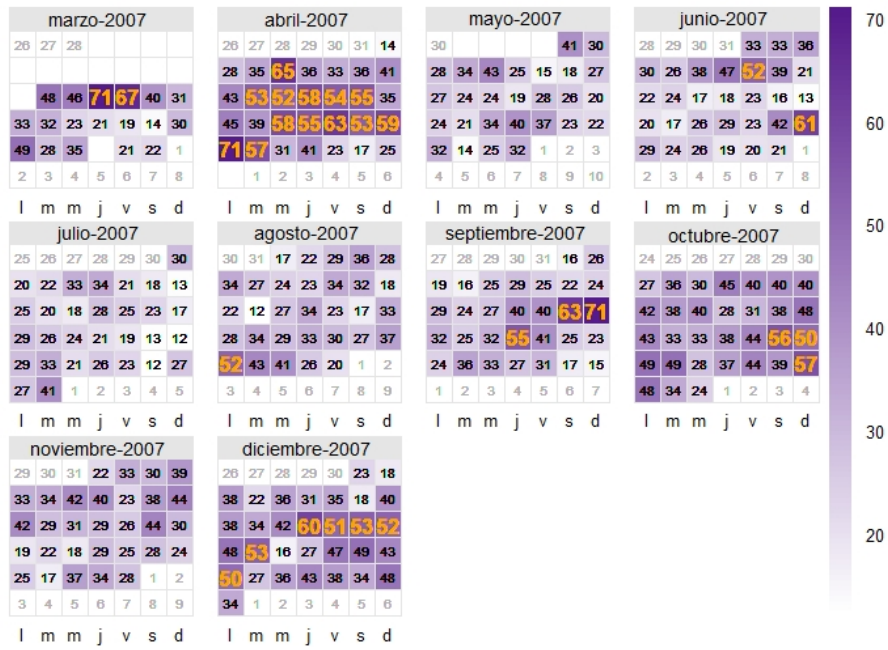 marzo-2007
26 27 28
48 46 71 67 40 31
33 32 23 21 19 14 30
49 28 35 21 22 1
2 3 4 5 6 7 8
l m m j v s d
abril-2007
26 27 28 29 30 31 14
28 35 65 36 33 36 41
43 53 52 58 54 55 35
45 39 58 55 63 53 59
71 57 31 41 23 17 25
1 2 3 4 5 6
l m m j v s d
mayo-2007
30 41 30
28 34 43 25 15 18 27
27 24 24 19 28 26 20
24 21 34 40 37 23 22
32 14 25 32 1 2 3
4 5 6 7 8 9 10
l m m j v s d
junio-2007
28 29 30 31 33 33 36
30 26 38 47 52 39 21
22 24 17 18 23 16 13
20 17 26 29 23 42 61
29 24 26 19 20 21 1
2 3 4 5 6 7 8
l m m j v s d
julio-2007
25 26 27 28 29 30 30
20 22 33 34 21 18 13
25 20 18 28 25 23 17
29 26 24 21 19 13 12
29 33 21 26 23 12 27
27 41 1 2 3 4 5
l m m j v s d
agosto-2007
30 31 17 22 29 36 28
34 27 24 23 34 32 18
22 12 27 34 23 17 33
28 34 29 33 30 27 37
52 43 41 26 20 1 2
3 4 5 6 7 8 9
l m m j v s d
septiembre-2007
27 28 29 30 31 16 26
19 16 25 29 25 22 24
29 24 27 40 40 63 71
32 25 32 55 41 25 23
24 36 33 27 31 17 15
1 2 3 4 5 6 7
l m m j v s d
octubre-2007
24 25 26 27 28 29 30
27 36 30 45 40 40 40
42 38 40 28 31 38 48
43 33 33 38 44 56 50
49 49 28 37 44 39 57
48 34 24 1 2 3 4
l m m j v s d
noviembre-2007
29 30 31 22 33 30 39
33 34 42 40 23 38 44
42 29 31 29 26 44 30
19 22 18 29 25 28 24
25 17 37 34 28 1 2
3 4 5 6 7 8 9
l m m j v s d
diciembre-2007
26 27 28 29 30 23 18
38 22 36 31 35 18 40
38 34 42 60 51 53 52
48 53 16 27 47 49 43
50 27 36 43 38 34 48
34 1 2 3 4 5 6
l m m j v s d
70
60
50
40
30
20